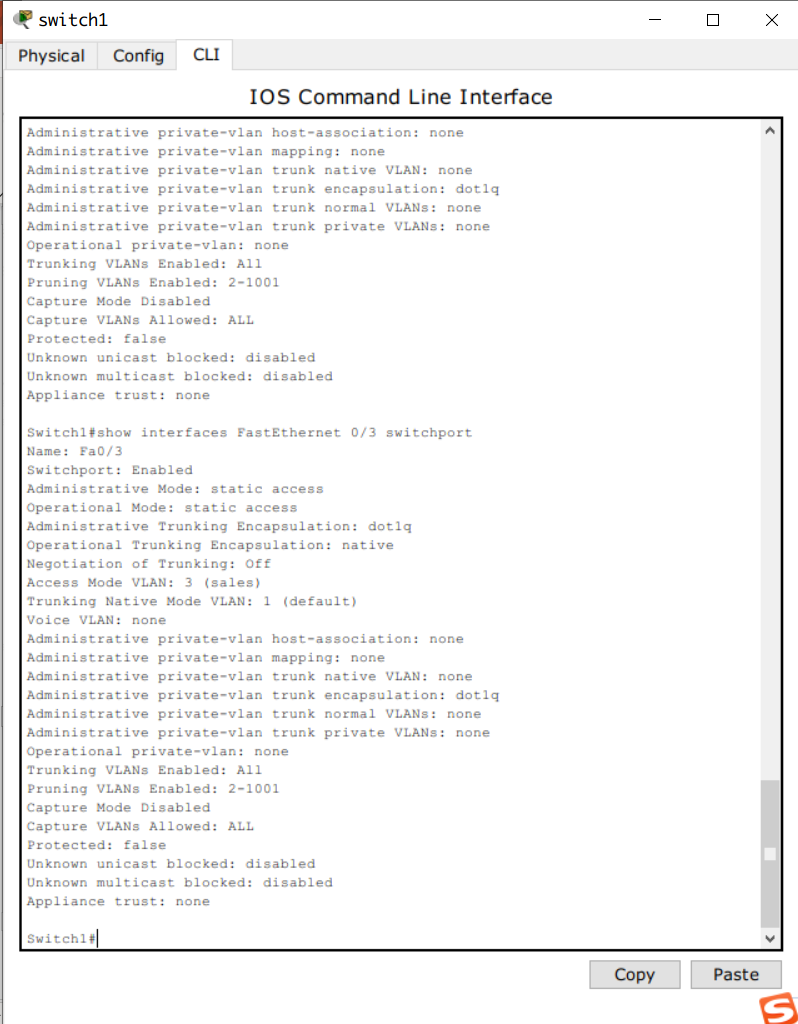 switch1
Physical Config CLI
IOS Command Line Interface
Administrative private-vlan host-association: none
Administrative private-vlan mapping: none
Administrative private-vlan trunk native VLAN: none
Administrative private-vlan trunk encapsulation: dot1q
Administrative private-vlan trunk normal VLANs: none
Administrative private-vlan trunk private VLANs: none
Operational private-vlan: none
Trunking VLANs Enabled: All
Pruning VLANs Enabled: 2-1001
Capture Mode Disabled
Capture VLANs Allowed: ALL
Protected: false
Unknown unicast blocked: disabled
Unknown multicast blocked: disabled
Appliance trust: none
Switch1#show interfaces FastEthernet 0/3 switchport
Name: Fa0/3
Switchport: Enabled
Administrative Mode: static access
Operational Mode: static access
Administrative Trunking Encapsulation: dot1q
Operational Trunking Encapsulation: native
Negotiation of Trunking: Off
Access Mode VLAN: 3 (sales)
Trunking Native Mode VLAN: 1 (default)
Voice VLAN: none
Administrative private-vlan host-association: none
Administrative private-vlan mapping: none
Administrative private-vlan trunk native VLAN: none
Administrative private-vlan trunk encapsulation: dot1q
Administrative private-vlan trunk normal VLANs: none
Administrative private-vlan trunk private VLANs: none
Operational private-vlan: none
Trunking VLANs Enabled: All
Pruning VLANs Enabled: 2-1001
Capture Mode Disabled
Capture VLANs Allowed: ALL
Protected: false
Unknown unicast blocked: disabled
Unknown multicast blocked: disabled
Appliance trust: none
Switch1#
Copy Paste
S